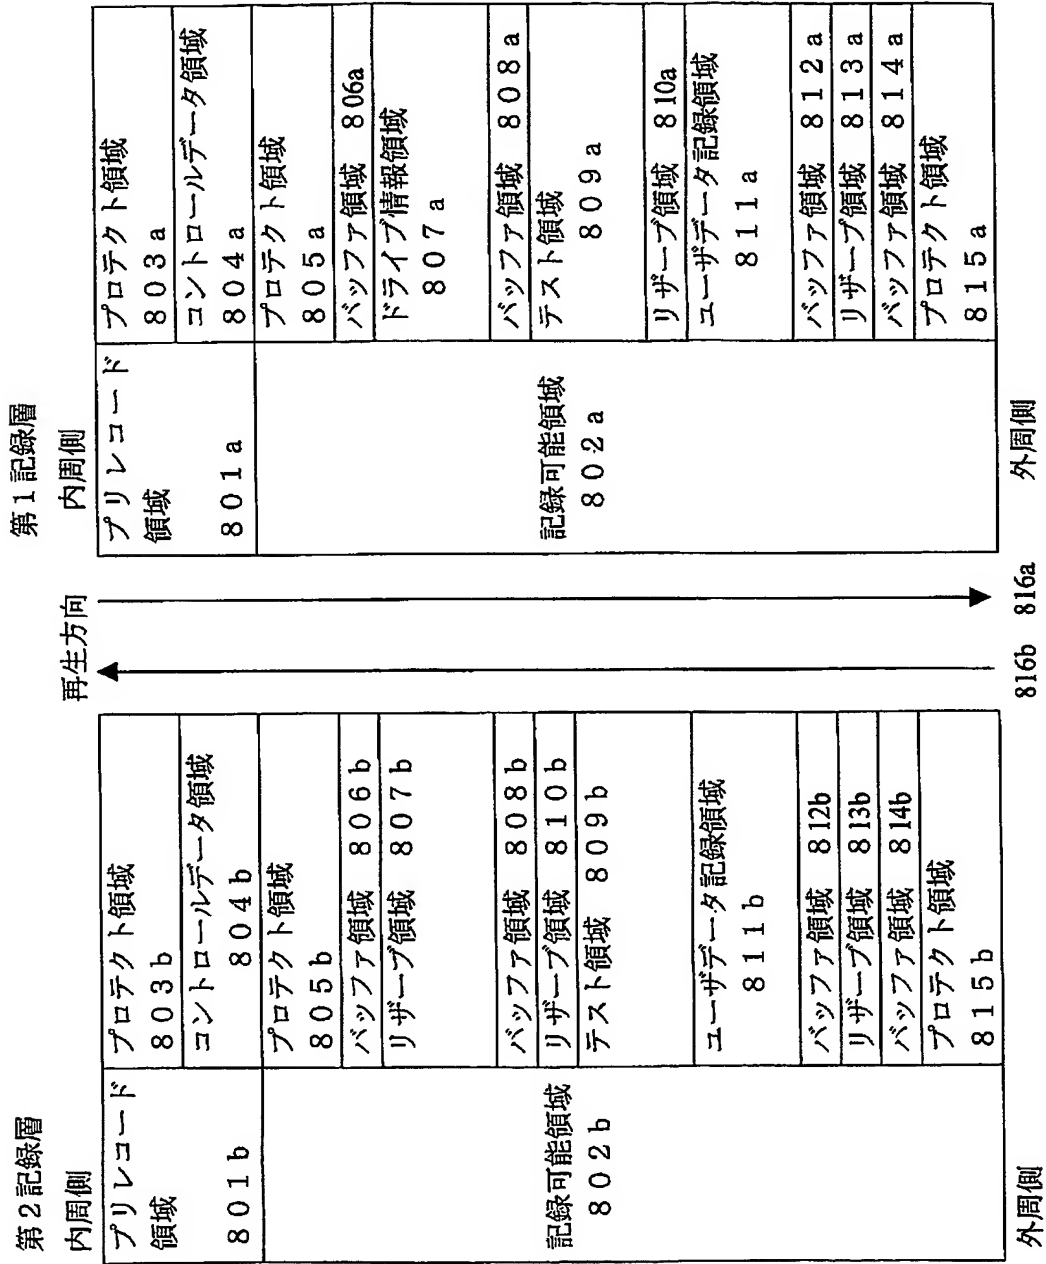 第2記録層
内周側
プリレコード
領域
801b
記録可能領域
802b
プロテクト領域
803b
コントロールデータ領域
804b
プロテクト領域
805b
バッファ領域 806b
リザーブ領域 807b
バッファ領域 808b
リザーブ領域 810b
テスト領域 809b
ユーザデータ記録領域
811b
バッファ領域 812b
リザーブ領域 813b
バッファ領域 814b
プロテクト領域
815b
外周側
再生方向
816b 816a
第1記録層
内周側
プリレコード
領域
801a
記録可能領域
802a
プロテクト領域
803a
コントロールデータ領域
804a
プロテクト領域
805a
バッファ領域 806a
ドライブ情報領域
807a
バッファ領域 808a
テスト領域
809a
リザーブ領域 810a
ユーザデータ記録領域
811a
バッファ領域 812a
リザーブ領域 813a
バッファ領域 814a
プロテクト領域
815a
外周側